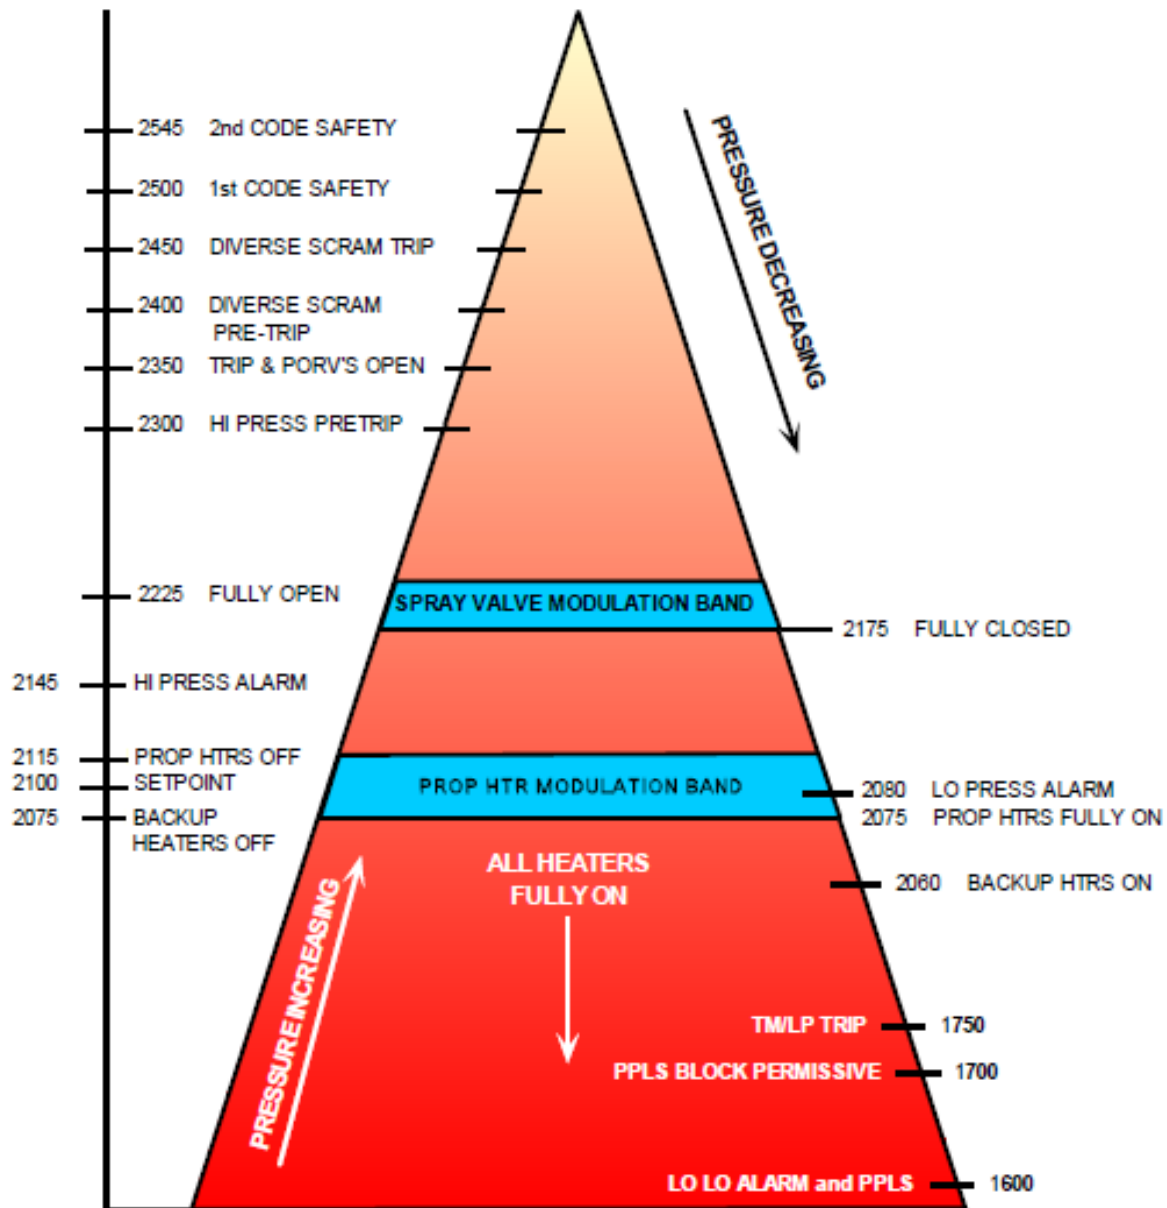 2545 2nd CODE SAFETY
2500 1st CODE SAFETY
2450 DIVERSE SCRAM TRIP
2400 DIVERSE SCRAM
PRE-TRIP
2350 TRIP & PORV'S OPEN
2300 HI PRESS PRETRIP
PRESSURE DECREASING
2225 FULLY OPEN
SPRAY VALVE MODULATION BAND
2175 FULLY CLOSED
2145 HI PRESS ALARM
2115 PROP HTRS OFF
2100 SETPOINT
2075 BACKUP
HEATERS OFF
PROP HTR MODULATION BAND
2080 LO PRESS ALARM
2075 PROP HTRS FULLY ON
ALL HEATERS
FULLY ON
2060 BACKUP HTRS ON
PRESSURE INCREASING
TM/LP TRIP 1750
PPLS BLOCK PERMISSIVE 1700
LO LO ALARM and PPLS 1600